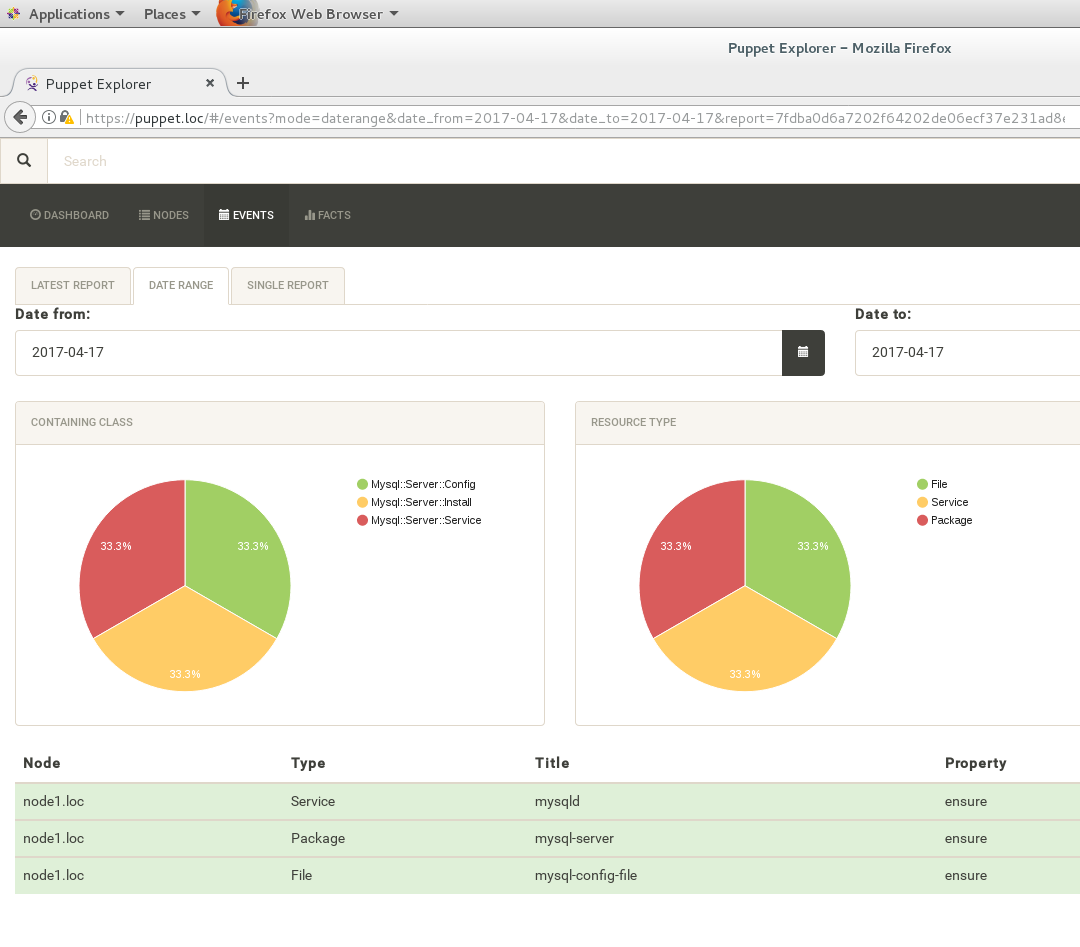 Applications Places Firefox Web Browser
Puppet Explorer – Mozilla Firefox
Puppet Explorer
https://puppet.loc/#/events?mode=daterange&date_from=2017-04-17&date_to=2017-04-17&report=7fdba0d6a7202f64202de06ecf37e231ad8e
Search
DASHBOARD NODES EVENTS FACTS
LATEST REPORT DATE RANGE SINGLE REPORT
Date from: Date to:
2017-04-17 2017-04-17
CONTAINING CLASS RESOURCE TYPE
Mysql::Server::Config
Mysql::Server::Install
Mysql::Server::Service
33.3% 33.3%
33.3%
File
Service
Package
33.3% 33.3%
33.3%
Node Type Title Property
node1.loc Service mysqld ensure
node1.loc Package mysql-server ensure
node1.loc File mysql-config-file ensure